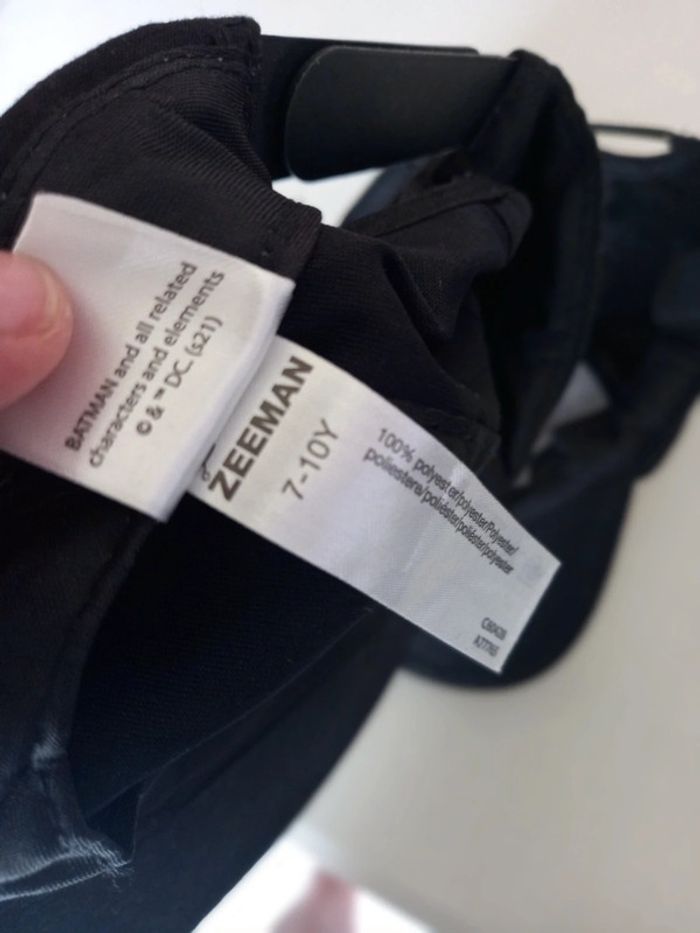 BATMAN and all related
characters and elements
© & ™ DC. (s21)
ZEEMAN
7-10Y
100% polyester/polyester/Polyester/
poliestere/poliéster/poliéster/polyester